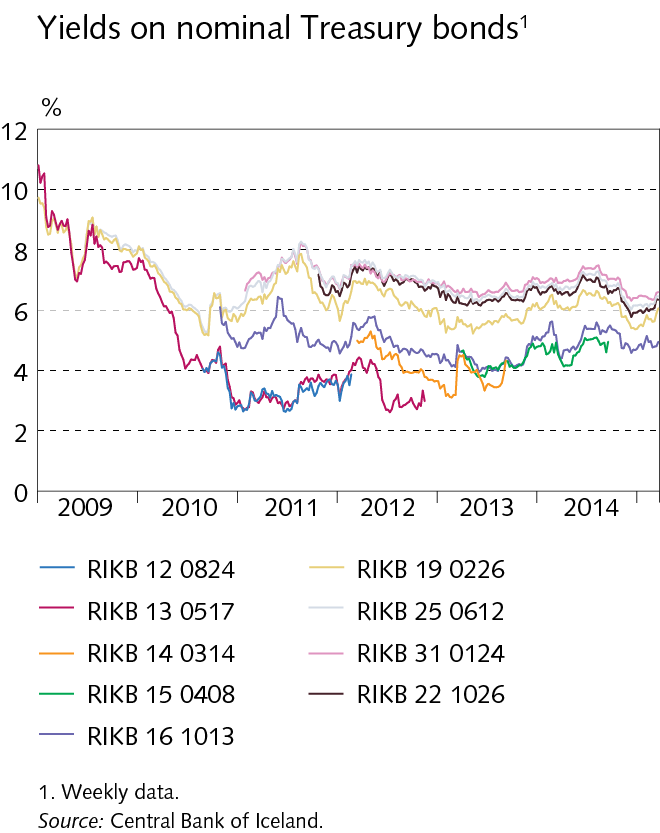 Yields on nominal Treasury bonds1
%
12
10
8
6
4
2
0
2009 2010 2011 2012 2013 2014
RIKB 12 0824
RIKB 13 0517
RIKB 14 0314
RIKB 15 0408
RIKB 16 1013
RIKB 19 0226
RIKB 25 0612
RIKB 31 0124
RIKB 22 1026
1. Weekly data.
Source: Central Bank of Iceland.